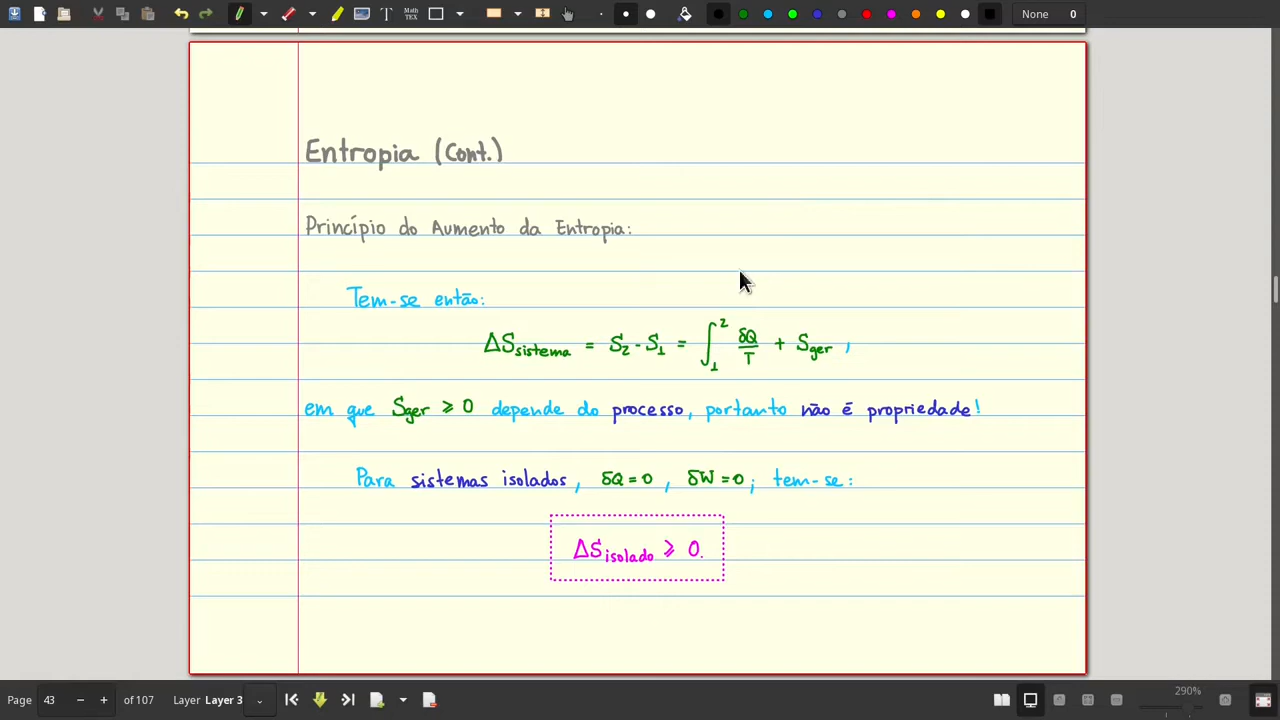 None 0
Entropia (Cont.)
Princípio do Aumento da Entropia:
Tem-se então:
ΔS_sistema = S₂ - S₁ = ∫₁² δQ/T + S_ger ,
em que S_ger ⩾ 0 depende do processo, portanto não é propriedade!
Para sistemas isolados, δQ = 0 , δW = 0; tem-se:
ΔS_isolado ⩾ 0.
Page 43 of 107 Layer Layer 3 290%